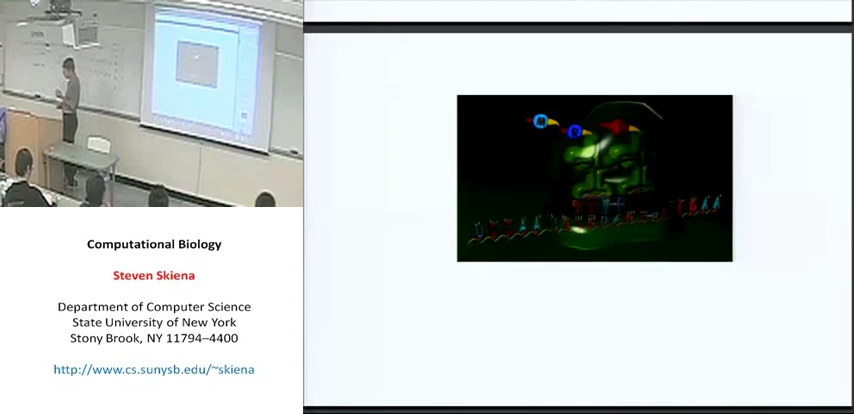 Computational Biology
Steven Skiena
Department of Computer Science
State University of New York
Stony Brook, NY 11794–4400
http://www.cs.sunysb.edu/~skiena